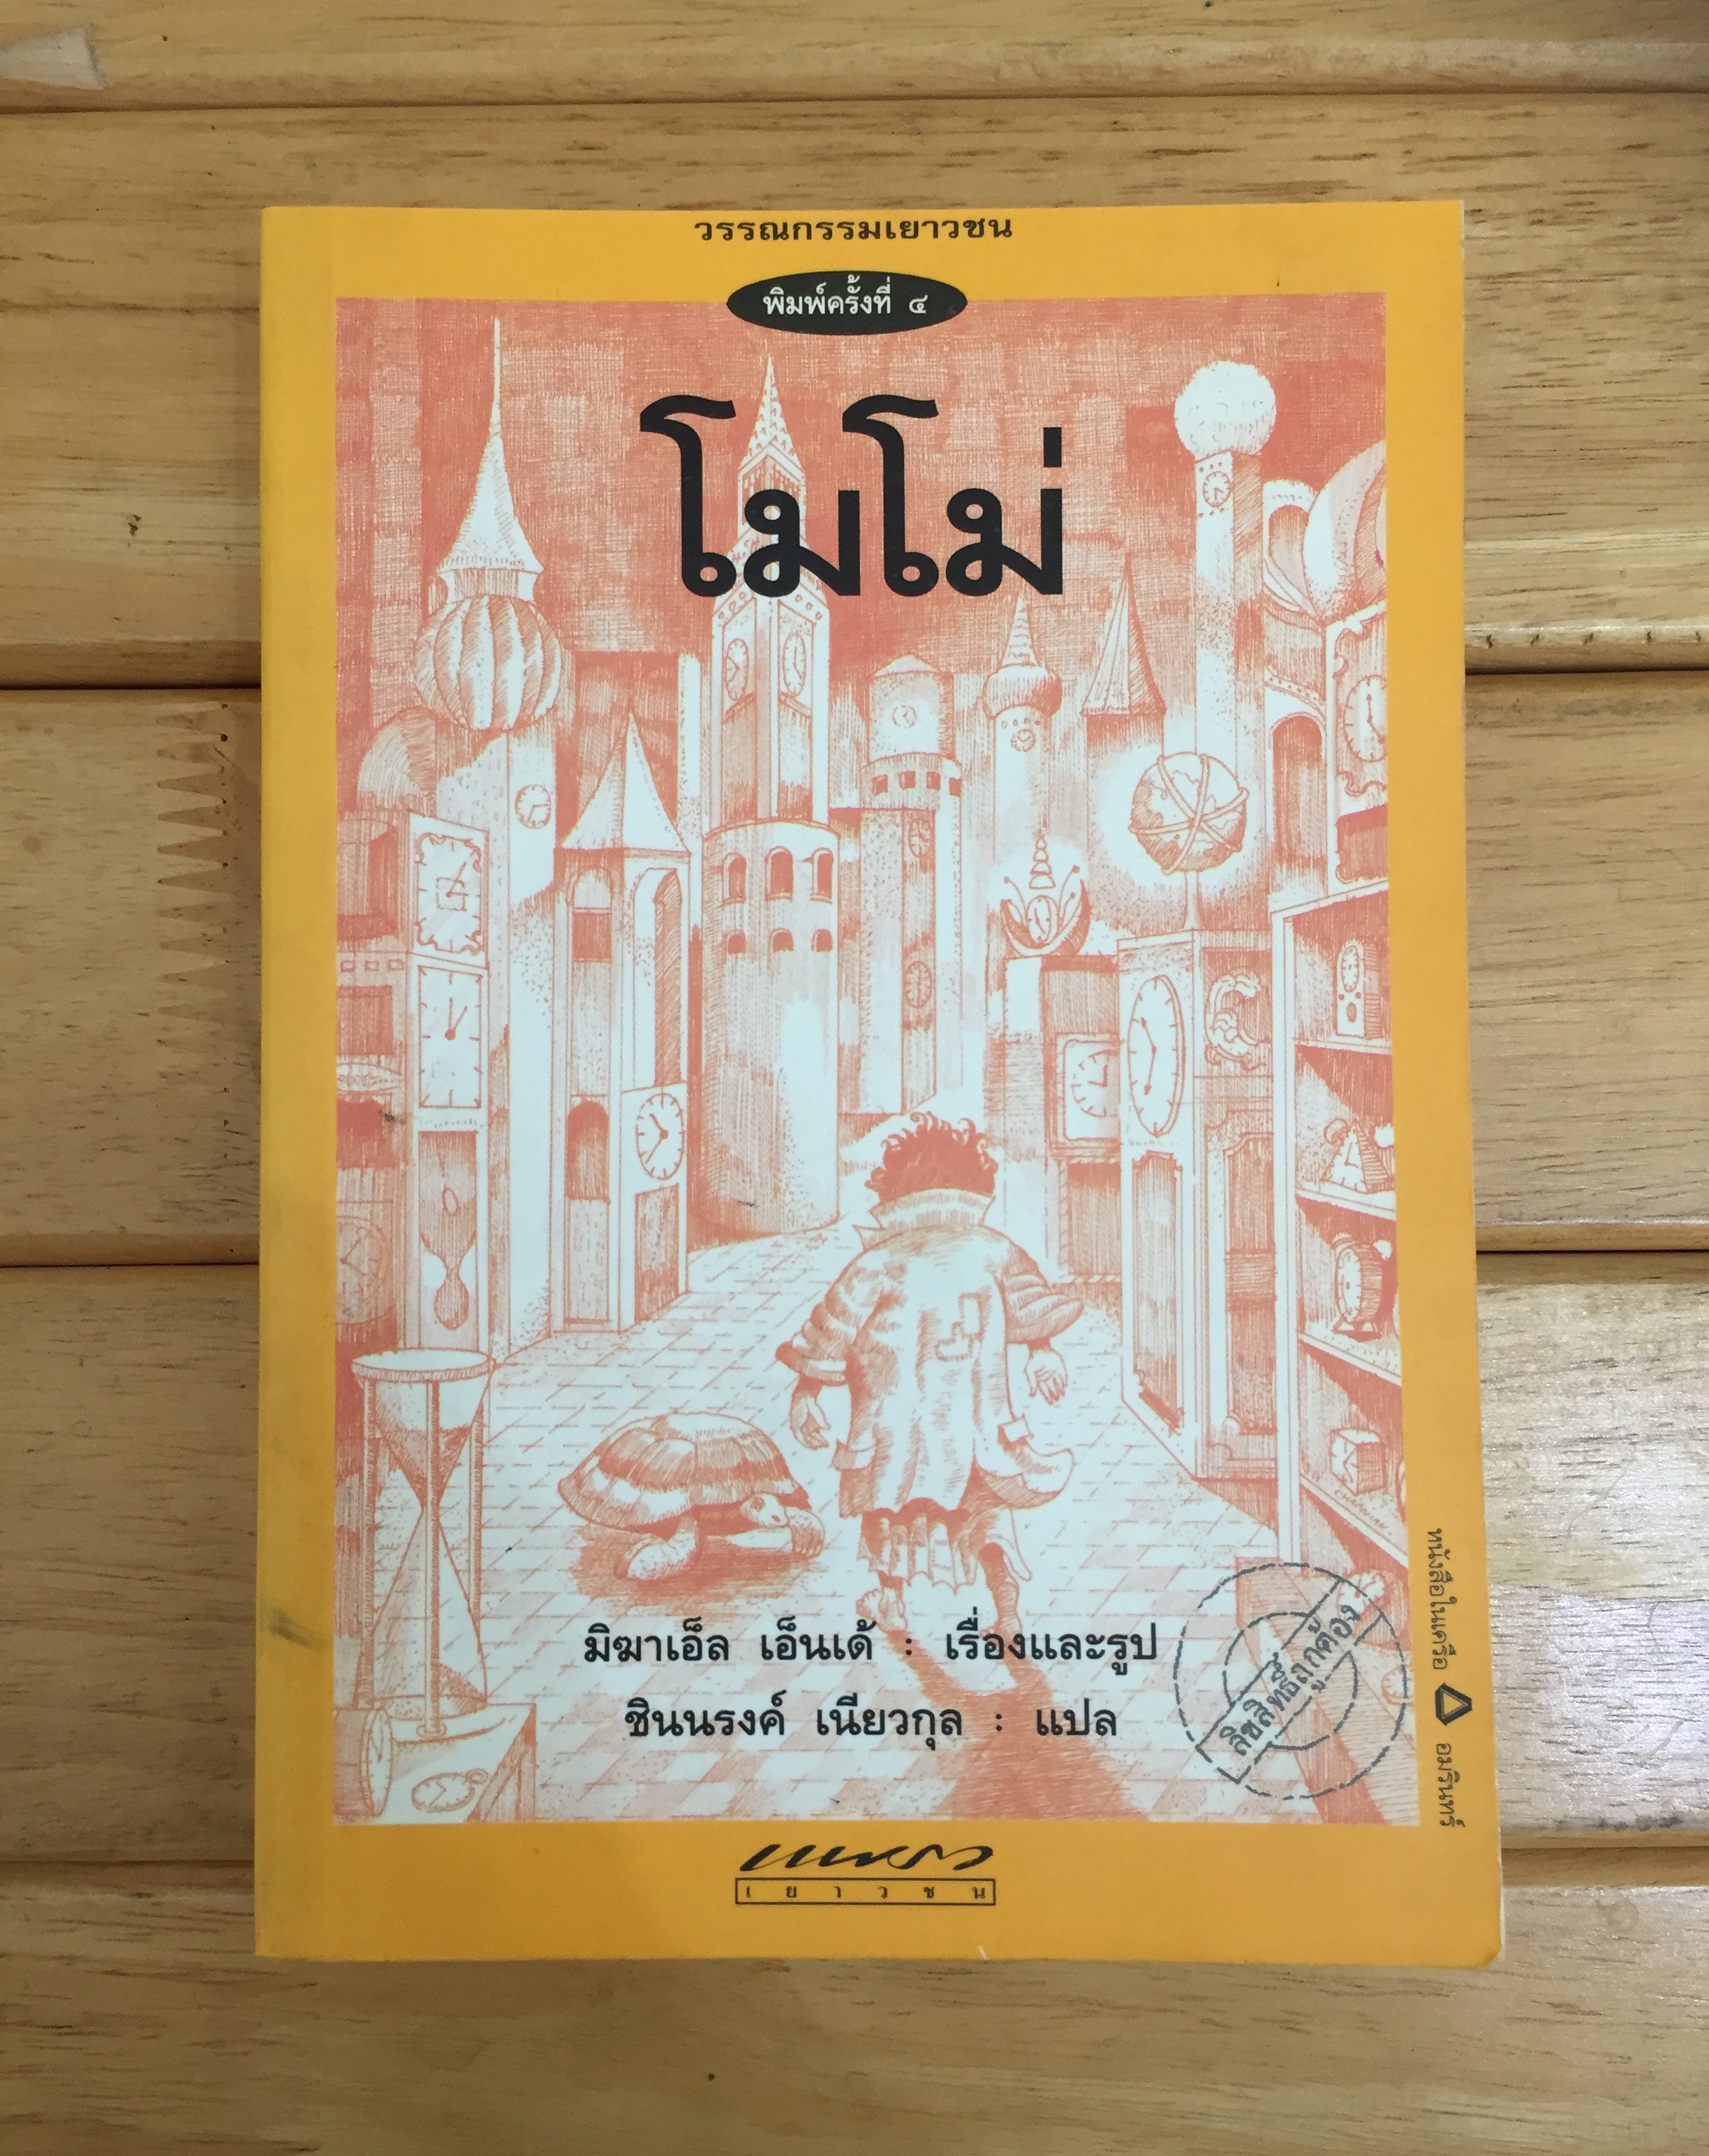 วรรณกรรมเยาวชน
พิมพ์ครั้งที่ ๔
โมโม่
มิฆาเอ็ล เอ็นเด้ : เรื่องและรูป
ชินนรงค์ เนียวกุล : แปล
ลิขสิทธิ์ถูกต้อง
หนังสือในเครือ อมรินทร์
แพรว
เยาวชน